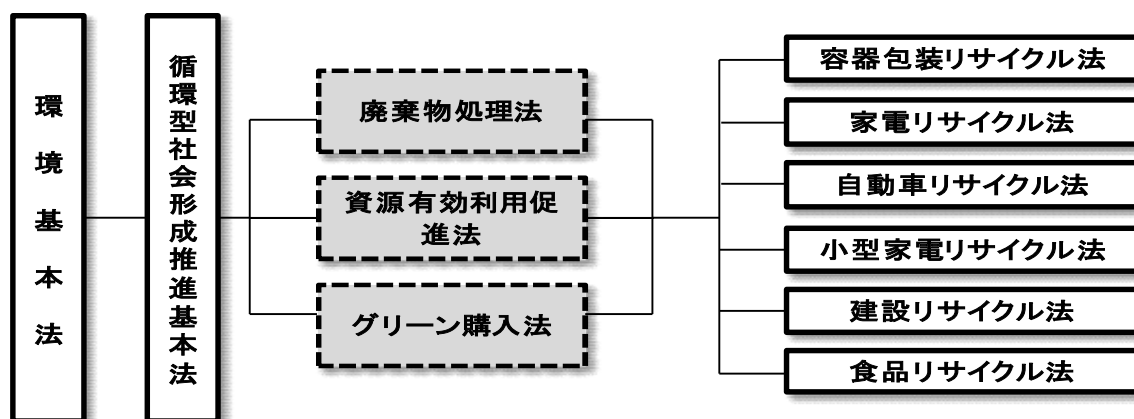 環境基本法
循環型社会形成推進基本法
廃棄物処理法
資源有効利用促
進法
グリーン購入法
容器包装リサイクル法
家電リサイクル法
自動車リサイクル法
小型家電リサイクル法
建設リサイクル法
食品リサイクル法